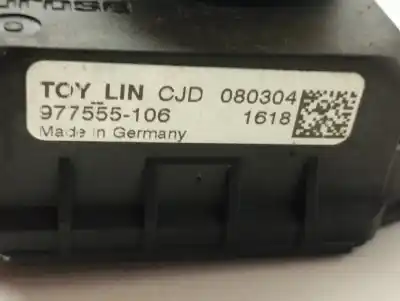 TOY_LIN CJD 080304
977555-106 1618
Made in Germany